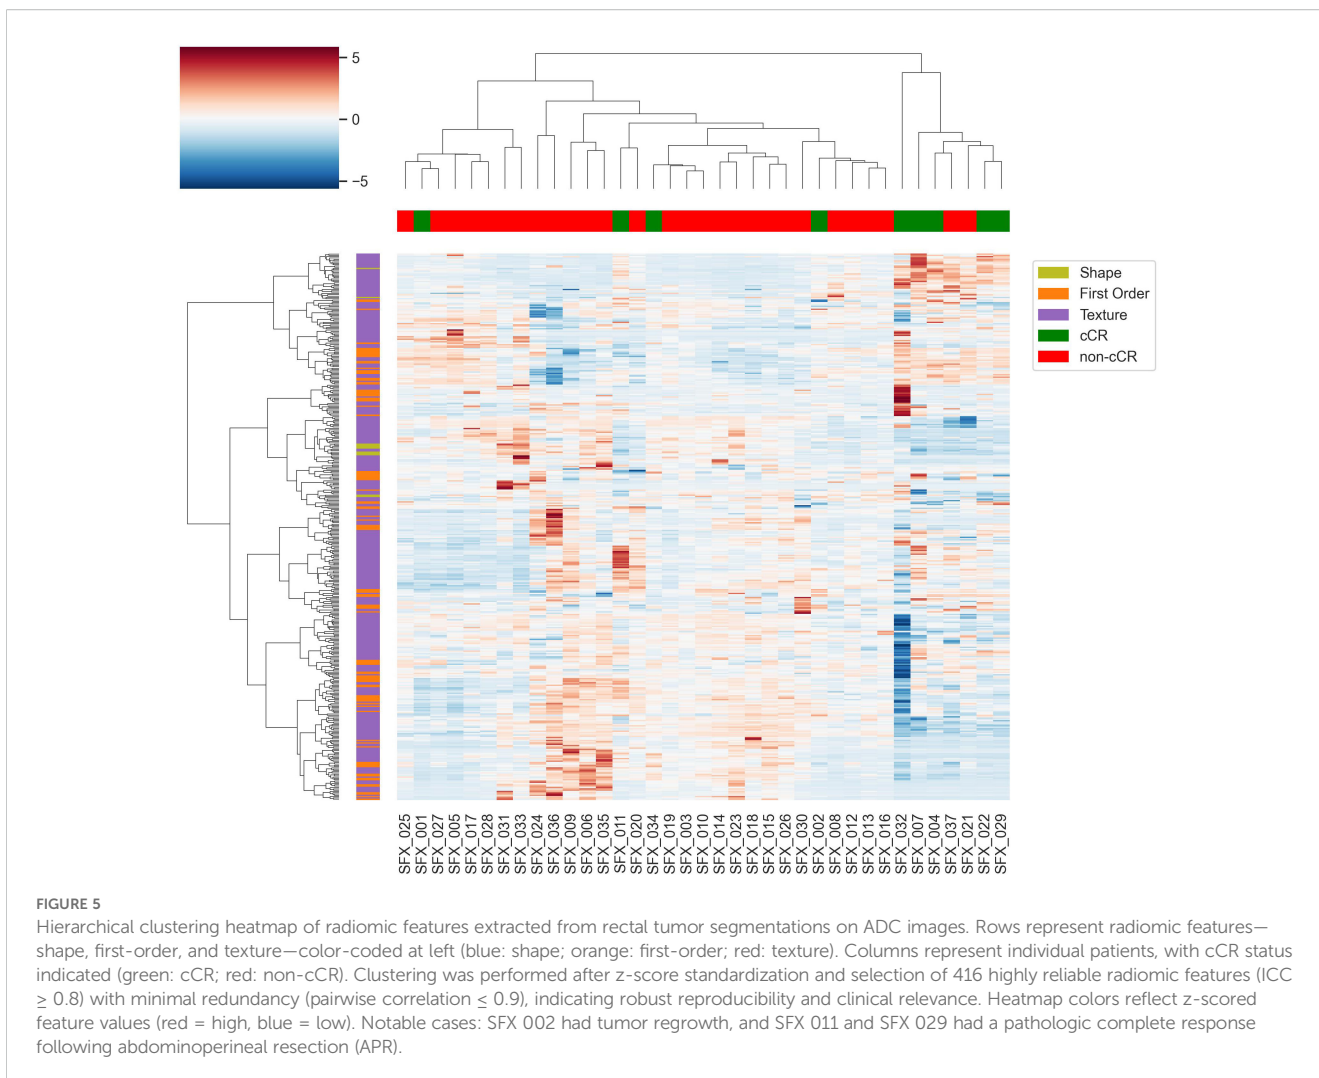 5
0
−5
Shape
First Order
Texture
cCR
non-cCR
SFX_025
SFX_001
SFX_027
SFX_005
SFX_017
SFX_028
SFX_031
SFX_033
SFX_024
SFX_036
SFX_009
SFX_006
SFX_035
SFX_011
SFX_020
SFX_034
SFX_019
SFX_003
SFX_010
SFX_014
SFX_023
SFX_018
SFX_015
SFX_026
SFX_030
SFX_002
SFX_008
SFX_012
SFX_013
SFX_016
SFX_032
SFX_007
SFX_004
SFX_037
SFX_021
SFX_022
SFX_029
FIGURE 5
Hierarchical clustering heatmap of radiomic features extracted from rectal tumor segmentations on ADC images. Rows represent radiomic features—
shape, first-order, and texture—color-coded at left (blue: shape; orange: first-order; red: texture). Columns represent individual patients, with cCR status
indicated (green: cCR; red: non-cCR). Clustering was performed after z-score standardization and selection of 416 highly reliable radiomic features (ICC
≥ 0.8) with minimal redundancy (pairwise correlation ≤ 0.9), indicating robust reproducibility and clinical relevance. Heatmap colors reflect z-scored
feature values (red = high, blue = low). Notable cases: SFX 002 had tumor regrowth, and SFX 011 and SFX 029 had a pathologic complete response
following abdominoperineal resection (APR).